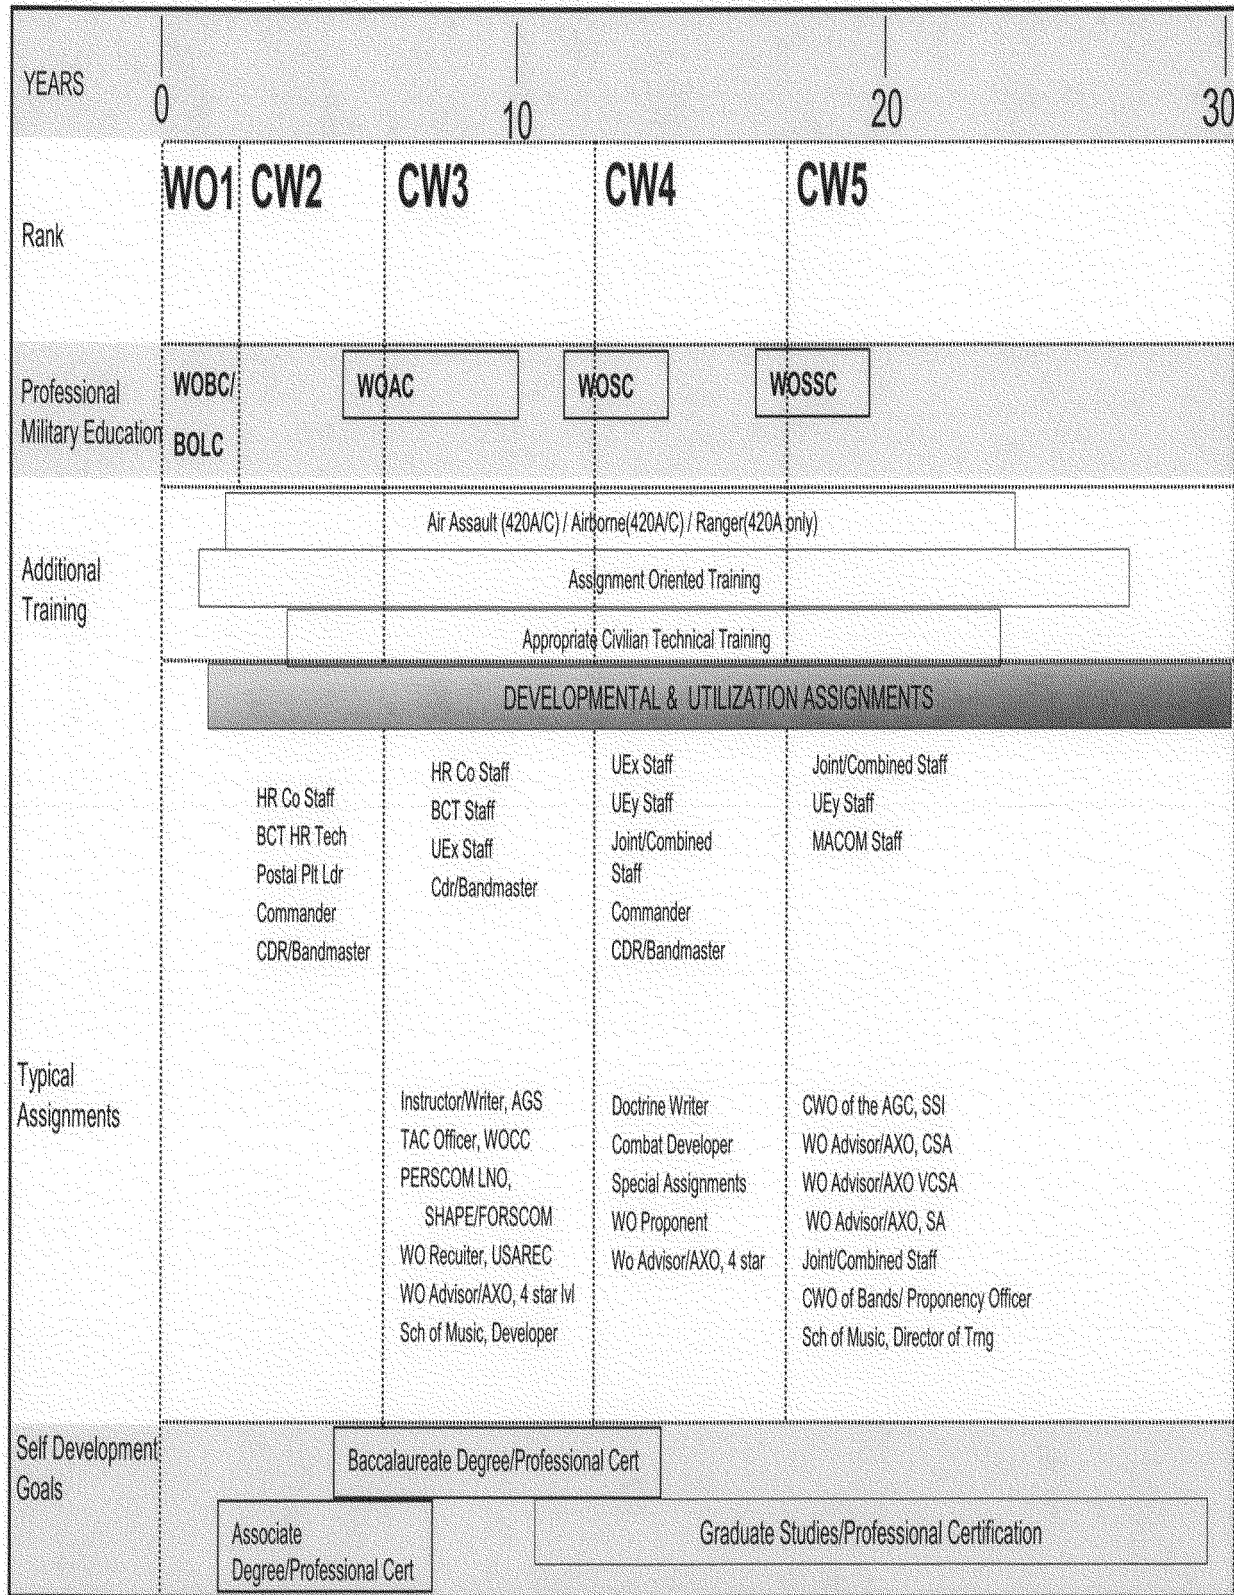 YEARS
0
10
20
30
Rank
WO1
CW2
CW3
CW4
CW5
Professional
Military Education
WOBC/
BOLC
WOAC
WOSC
WOSSC
Additional
Training
Air Assault (420A/C) / Airborne(420A/C) / Ranger(420A only)
Assignment Oriented Training
Appropriate Civilian Technical Training
DEVELOPMENTAL & UTILIZATION ASSIGNMENTS
Typical
Assignments
HR Co Staff
BCT HR Tech
Postal Plt Ldr
Commander
CDR/Bandmaster
HR Co Staff
BCT Staff
UEx Staff
Cdr/Bandmaster
UEx Staff
UEy Staff
Joint/Combined
Staff
Commander
CDR/Bandmaster
Joint/Combined Staff
UEy Staff
MACOM Staff
Instructor/Writer, AGS
TAC Officer, WOCC
PERSCOM LNO,
SHAPE/FORSCOM
WO Recuiter, USAREC
WO Advisor/AXO, 4 star lvl
Sch of Music, Developer
Doctrine Writer
Combat Developer
Special Assignments
WO Proponent
Wo Advisor/AXO, 4 star
CWO of the AGC, SSI
WO Advisor/AXO, CSA
WO Advisor/AXO VCSA
WO Advisor/AXO, SA
Joint/Combined Staff
CWO of Bands/ Proponency Officer
Sch of Music, Director of Trng
Self Development
Goals
Baccalaureate Degree/Professional Cert
Associate
Degree/Professional Cert
Graduate Studies/Professional Certification